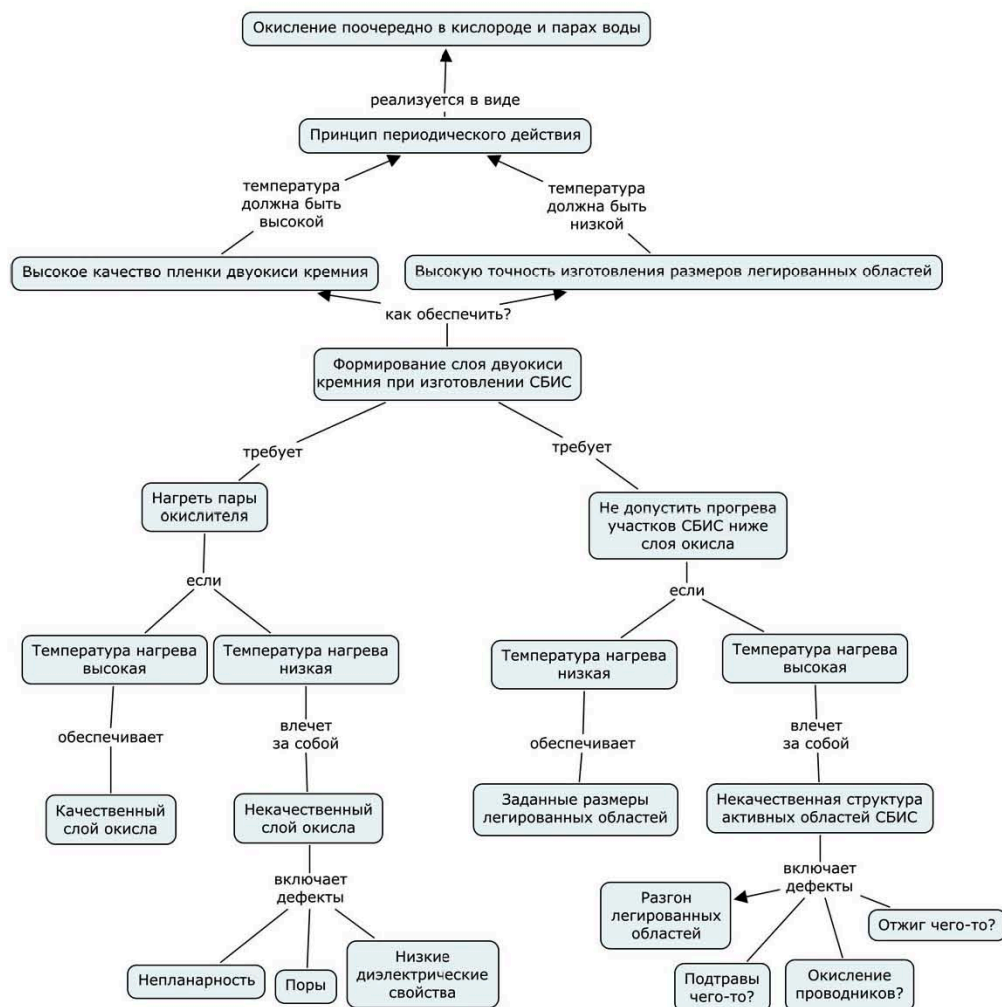 Окисление поочередно в кислороде и парах воды
реализуется в виде
Принцип периодического действия
температура
должна быть
высокой
температура
должна быть
низкой
Высокое качество пленки двуокиси кремния
Высокую точность изготовления размеров легированных областей
как обеспечить?
Формирование слоя двуокиси
кремния при изготовлении СБИС
требует
требует
Нагреть пары
окислителя
Не допустить прогрева
участков СБИС ниже
слоя окисла
если
если
Температура нагрева
высокая
Температура нагрева
низкая
Температура нагрева
низкая
Температура нагрева
высокая
обеспечивает
влечет
за собой
обеспечивает
влечет
за собой
Качественный
слой окисла
Некачественный
слой окисла
Заданные размеры
легированных областей
Некачественная структура
активных областей СБИС
включает
дефекты
включает
дефекты
Непланарность
Поры
Низкие
диэлектрические
свойства
Разгон
легированных
областей
Подтравы
чего-то?
Окисление
проводников?
Отжиг чего-то?